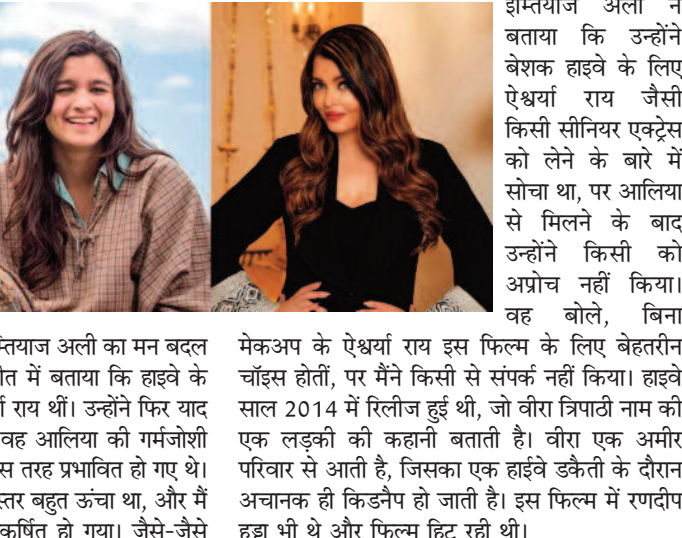 इम्तियाज अली ने
बताया कि उन्होंने
बेशक हाइवे के लिए
ऐश्वर्या राय जैसी
किसी सीनियर एक्ट्रेस
को लेने के बारे में
सोचा था, पर आलिया
से मिलने के बाद
उन्होंने किसी को
अप्रोच नहीं किया।
वह बोले, बिना
मेकअप के ऐश्वर्या राय इस फिल्म के लिए बेहतरीन
चॉइस होतीं, पर मैंने किसी से संपर्क नहीं किया। हाइवे
साल 2014 में रिलीज हुई थी, जो वीरा त्रिपाठी नाम की
एक लड़की की कहानी बताती है। वीरा एक अमीर
परिवार से आती है, जिसका एक हाईवे डकैती के दौरान
अचानक ही किडनैप हो जाती है। इस फिल्म में रणदीप
हुड्डा भी थे और फिल्म हिट रही थी।
अली का मन बदल
में बताया कि हाइवे के
राय थीं। उन्होंने फिर याद
वह आलिया की गर्मजोशी
तरह प्रभावित हो गए थे।
स्तर बहुत ऊंचा था, और मैं
हो गया। जैसे-जैसे